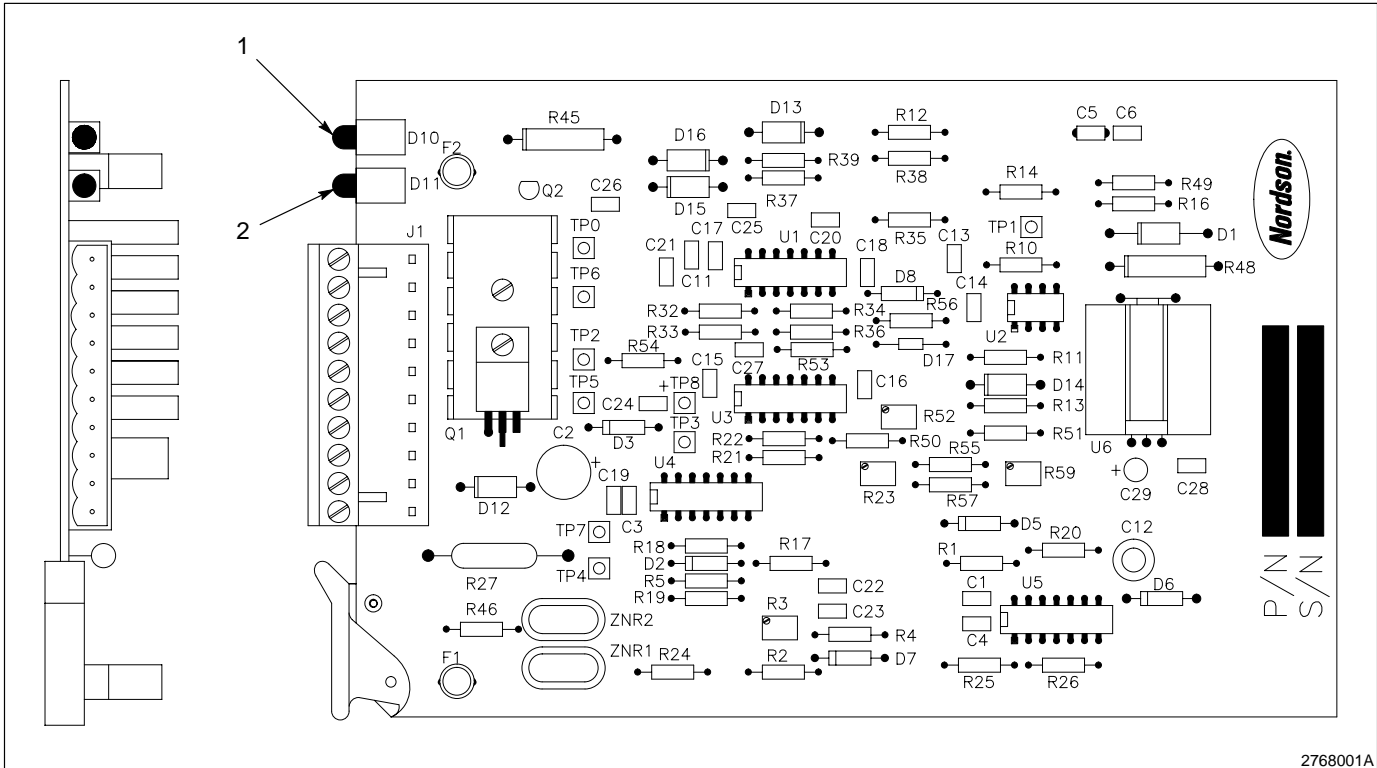 1
2
D10
D11
F2
R45
Q2
C26
D16
D15
D13
R39
R37
R12
R38
C5
C6
R14
R49
R16
TP1
D1
R10
R48
Nordson.
J1
TP0
TP6
TP2
TP5
C21
C11
C17
C25
U1
C20
C18
R35
C13
C14
D8
R56
R32
R33
R34
R36
R54
C27
R53
D17
U2
R11
D14
R13
R51
C15
C16
+
TP8
TP3
C24
U3
R52
Q1
C2
+
D3
R22
R21
R50
U6
R55
R57
R23
R59
+
C29
C28
U4
C19
C3
D12
TP7
TP4
R27
R18
D2
R5
R19
R17
D5
R1
R20
C12
C22
C23
C1
C4
U5
D6
R46
ZNR2
ZNR1
R3
R4
D7
F1
R24
R2
R25
R26
P/N
S/N
2768001A